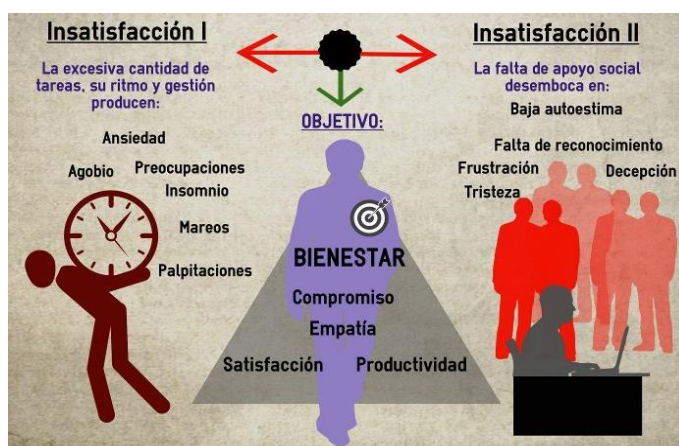 Insatisfacción I
La excesiva cantidad de
tareas, su ritmo y gestión
producen:
Ansiedad
Agobio
Preocupaciones
Insomnio
Mareos
Palpitaciones
OBJETIVO:
BIENESTAR
Compromiso
Empatía
Satisfacción
Productividad
Insatisfacción II
La falta de apoyo social
desemboca en:
Baja autoestima
Falta de reconocimiento
Frustración
Decepción
Tristeza